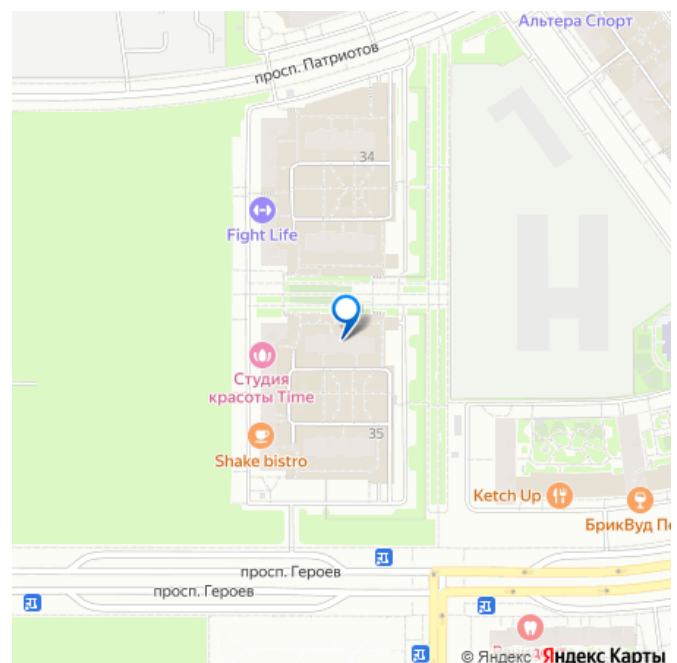 Альтера Спорт
просп. Патриотов
34
Fight Life
Студия
красоты Time
35
Shake bistro
Ketch Up
БрикВуд П
просп. Героев
просп. Героев
© Яндекс Яндекс Карты